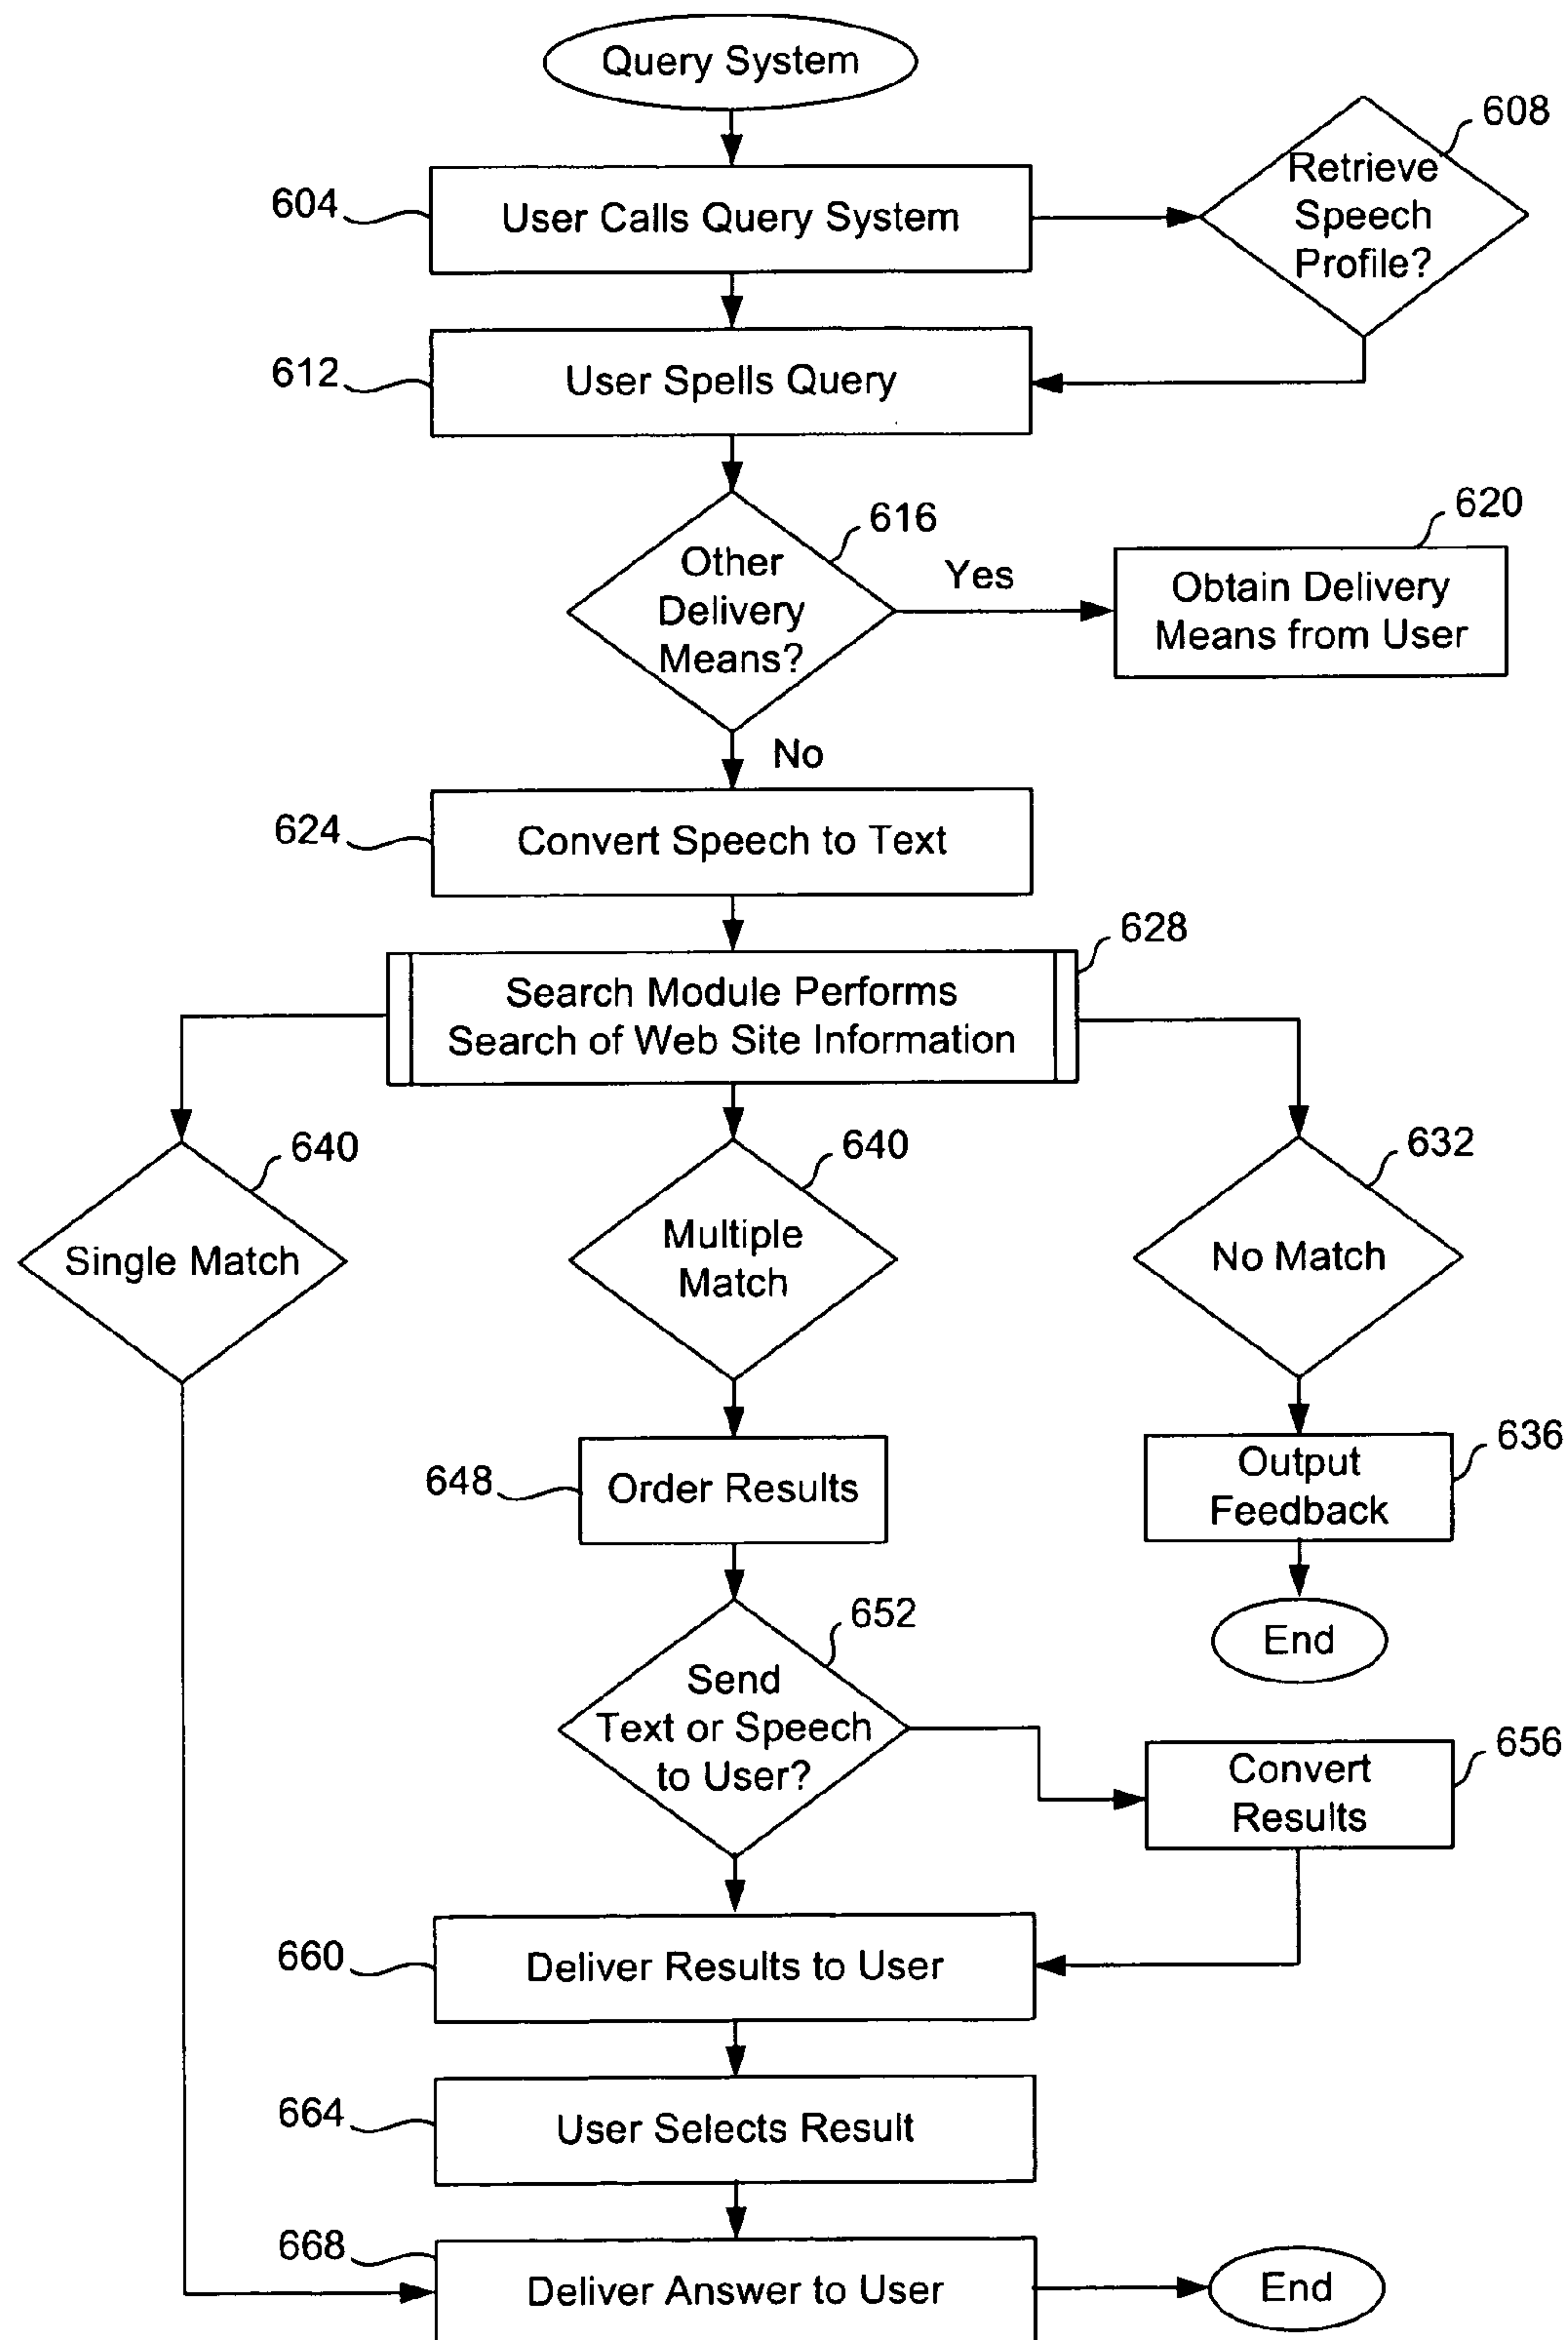 Query System
608
Retrieve
Speech
Profile?
604
User Calls Query System
612
User Spells Query
616
Other
Delivery
Means?
Yes
620
Obtain Delivery
Means from User
No
624
Convert Speech to Text
628
Search Module Performs
Search of Web Site Information
640
Single Match
640
Multiple
Match
632
No Match
648
Order Results
636
Output
Feedback
End
652
Send
Text or Speech
to User?
656
Convert
Results
660
Deliver Results to User
664
User Selects Result
668
Deliver Answer to User
End